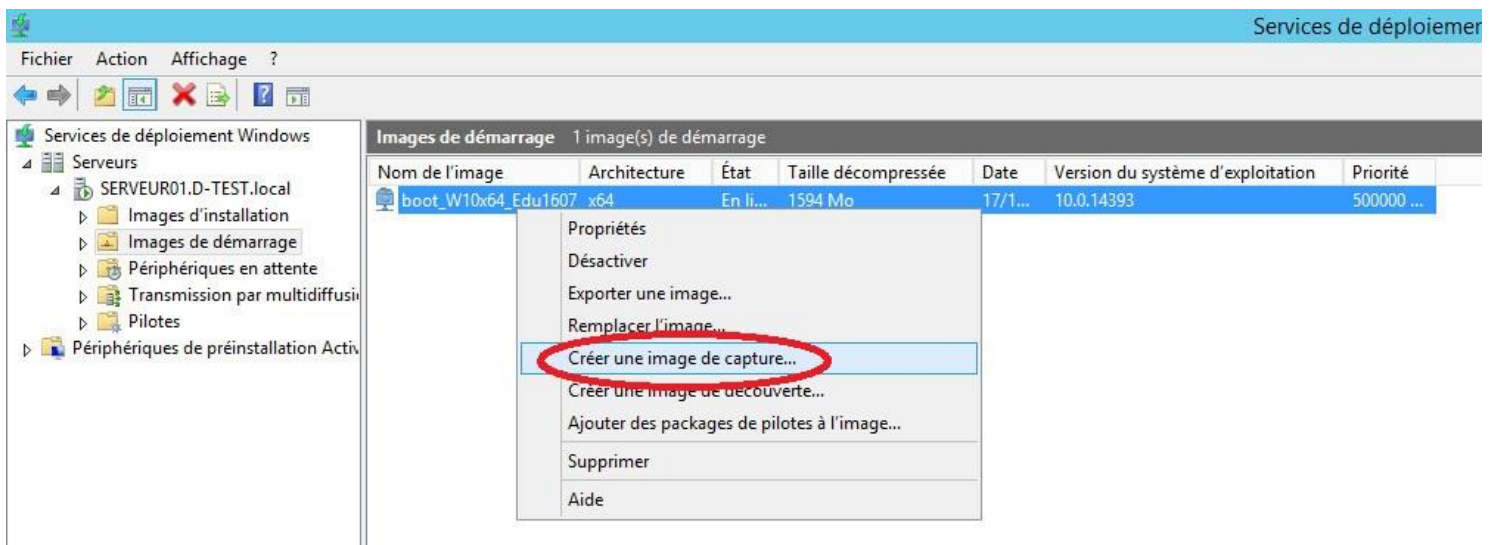 Services de déploiemen
Fichier Action Affichage ?
Services de déploiement Windows
Serveurs
SERVEUR01.D-TEST.local
Images d'installation
Images de démarrage
Périphériques en attente
Transmission par multidiffusi
Pilotes
Périphériques de préinstallation Activ
Images de démarrage 1 image(s) de démarrage
Nom de l'image Architecture État Taille décompressée Date Version du système d'exploitation Priorité
boot_W10x64_Edu1607 x64 En li... 1594 Mo 17/1... 10.0.14393 500000 ...
Propriétés
Désactiver
Exporter une image...
Remplacer l'image...
Créer une image de capture...
Créer une image de découverte...
Ajouter des packages de pilotes à l'image...
Supprimer
Aide